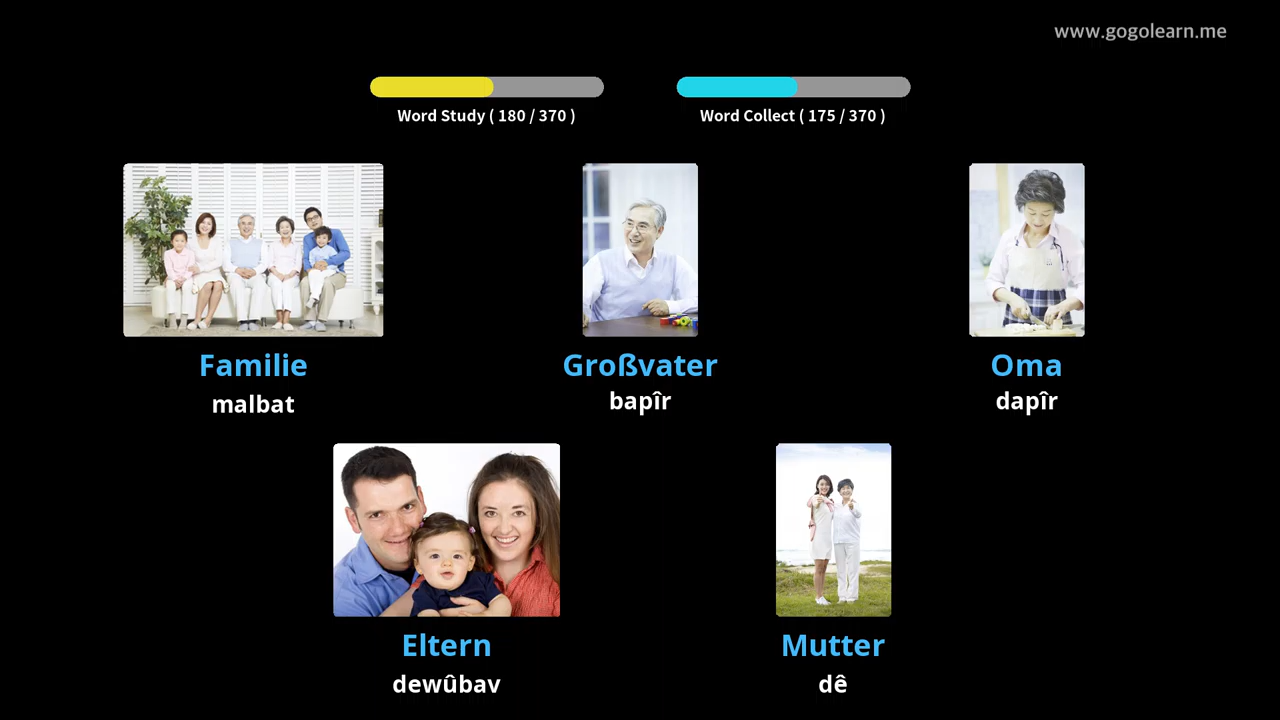 www.gogolearn.me
Word Study ( 180 / 370 )
Word Collect ( 175 / 370 )
Familie
malbat
Großvater
bapîr
Oma
dapîr
Eltern
dewûbav
Mutter
dê